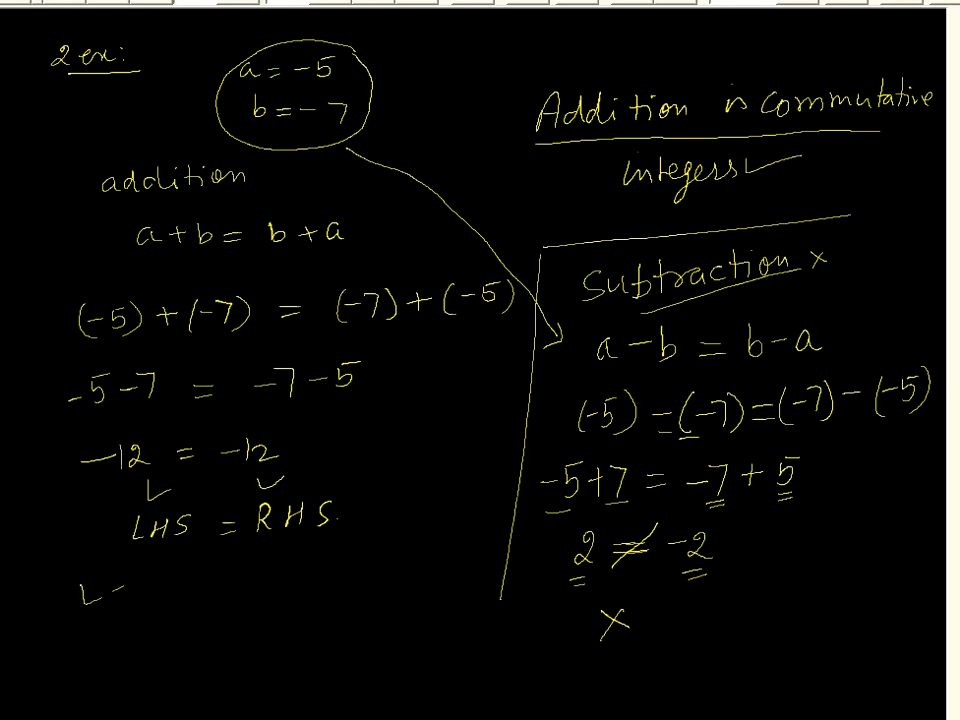 2 ex:
a = -5
b = -7
addition
a + b = b + a
(-5) + (-7) = (-7) + (-5)
-5 - 7 = -7 - 5
-12 = -12
LHS = RHS.
Addition is commutative
integers ✓
Subtraction ×
a - b = b - a
(-5) = (-7) = (-7) - (-5)
-5 + 7 = -7 + 5
2 ≠ -2
×